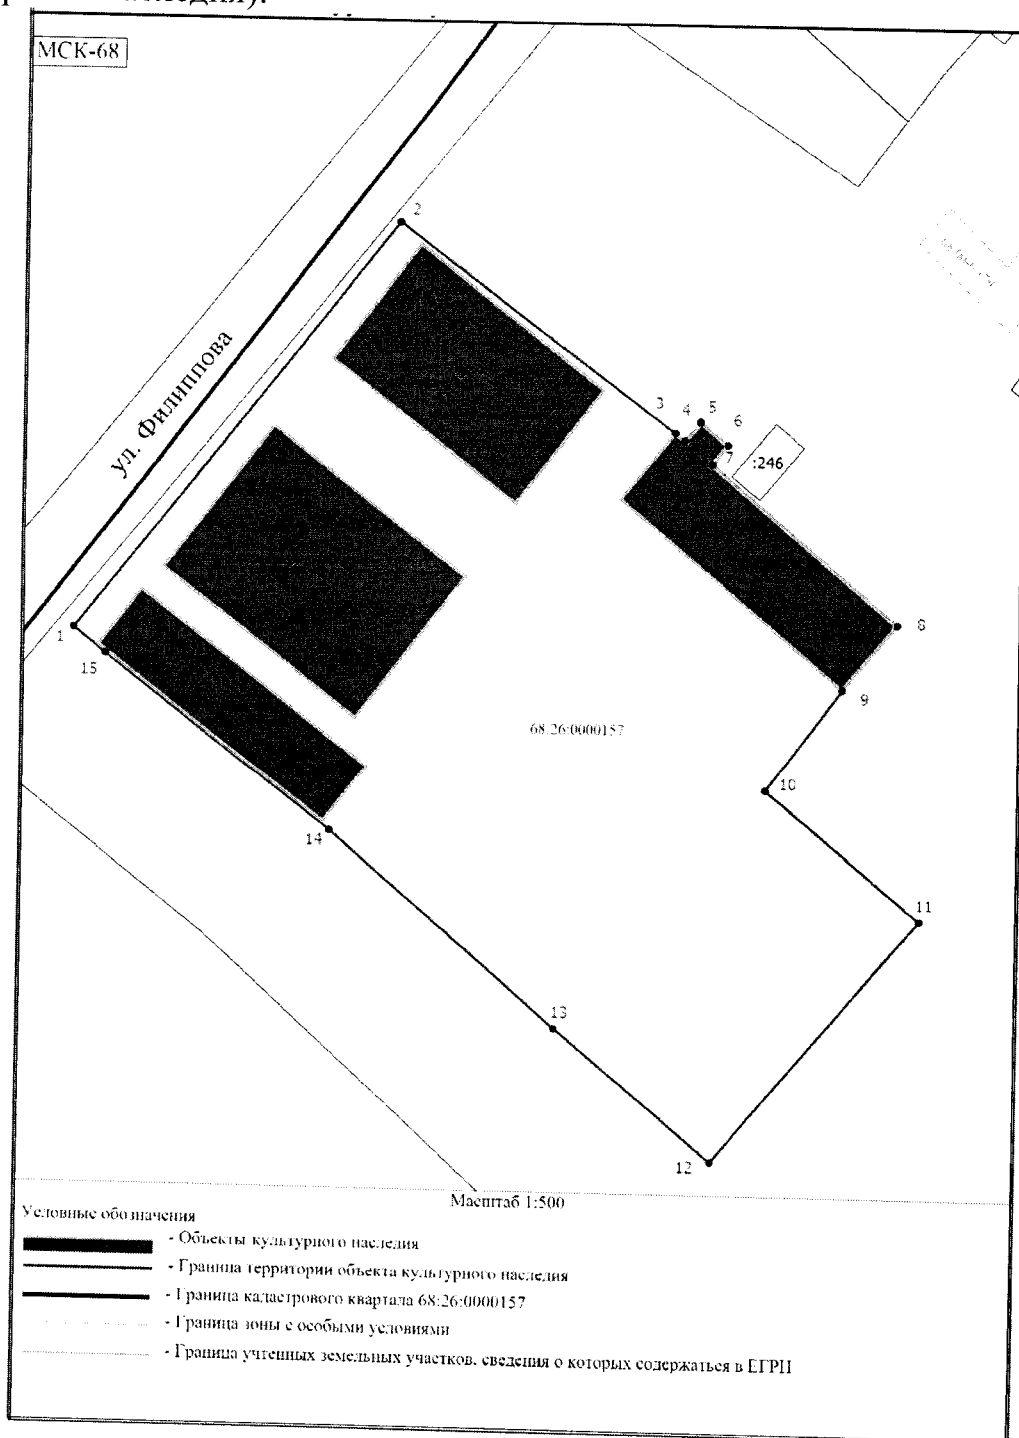 МСК-68
2
ул. Филиппова
3
4
5
6
7
:246
8
1
15
9
68:26:0000157
10
14
11
13
12
Масштаб 1:500
Условные обозначения
- Объекты культурного наследия
- Граница территории объекта культурного наследия
- Граница кадастрового квартала 68:26:0000157
- Граница зоны с особыми условиями
- Граница учтенных земельных участков, сведения о которых содержаться в ЕГРН